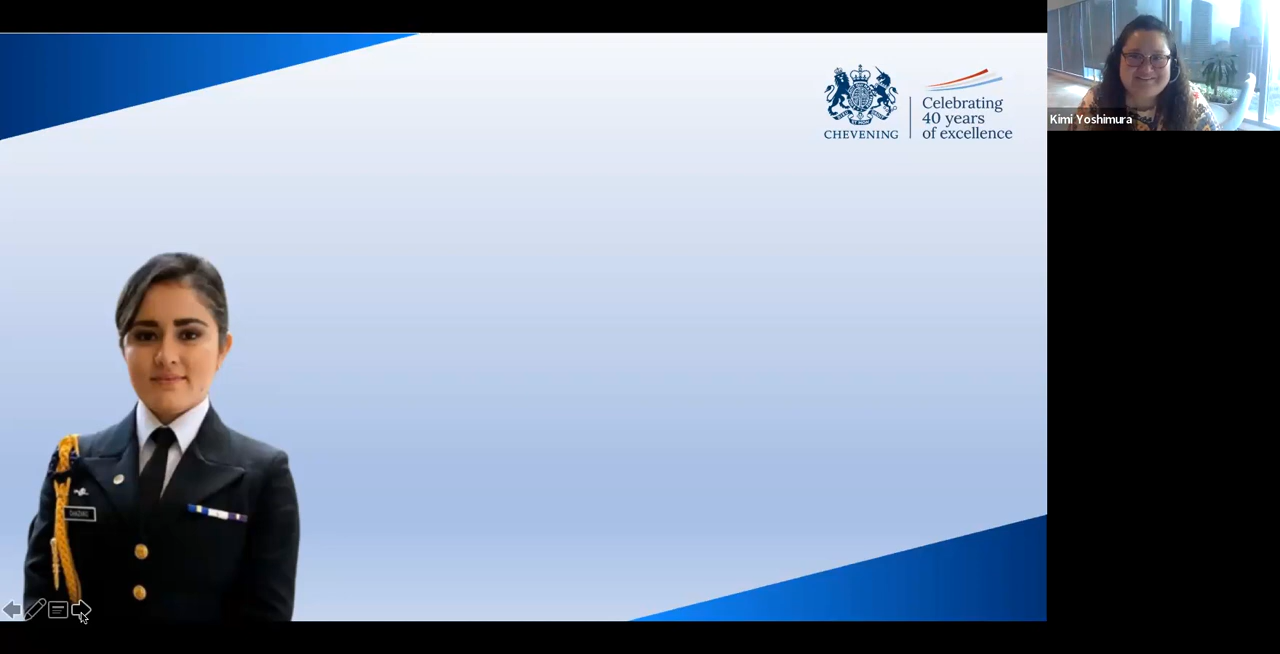 CHEVENING
Celebrating
40 years
of excellence
Kimi Yoshimura